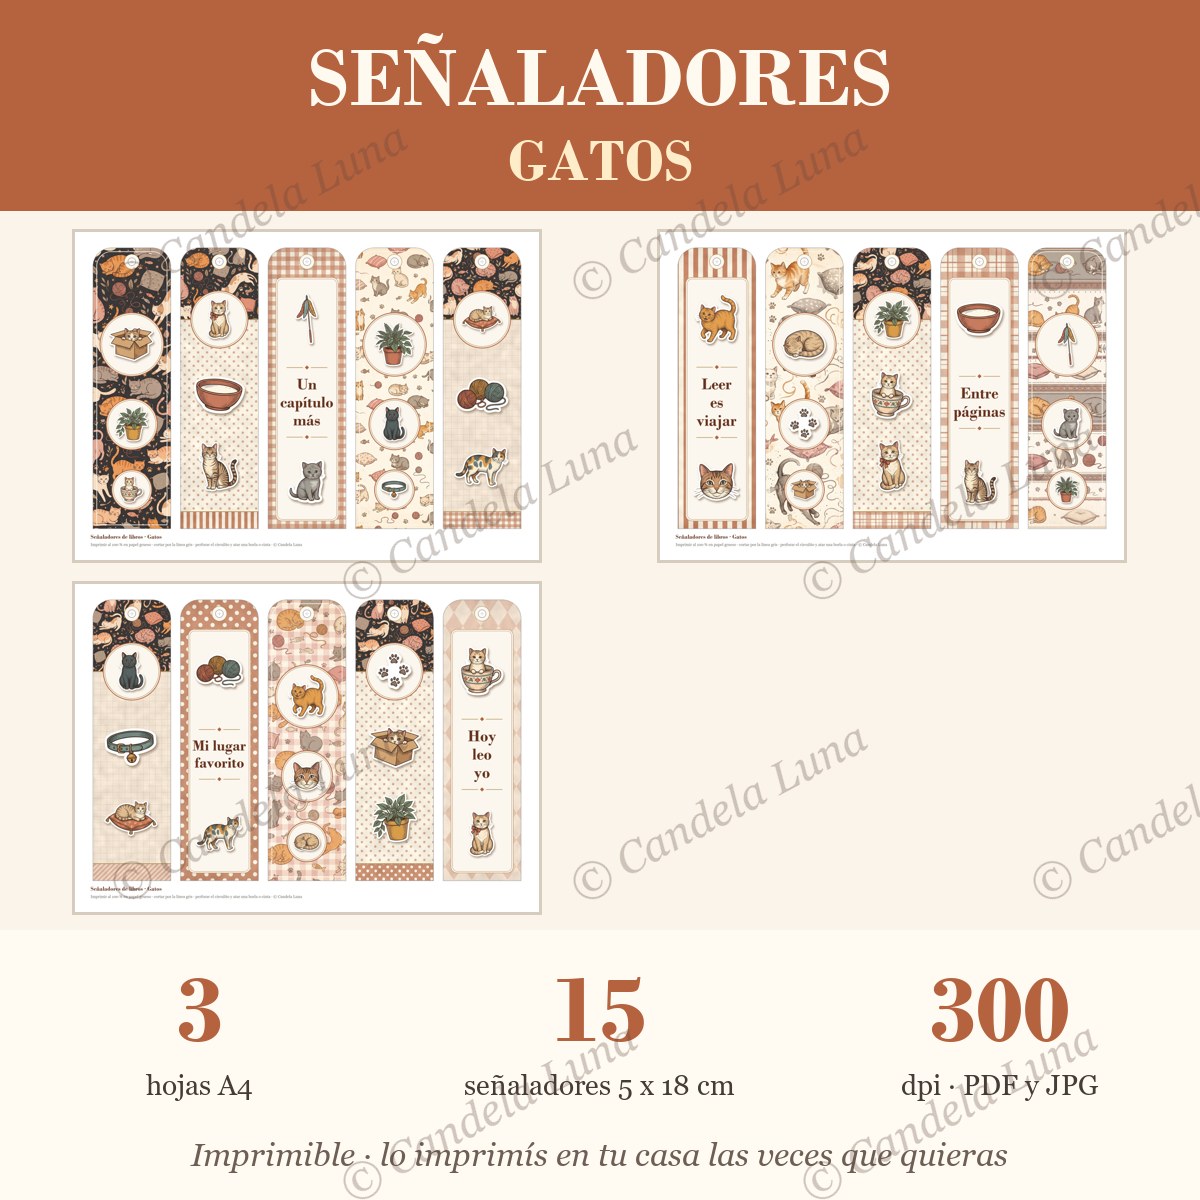 SEÑALADORES
GATOS
Un
capítulo
más
Señaladores de libros · Gatos
Leer
es
viajar
Entre
páginas
Señaladores de libros · Gatos
Mi lugar
favorito
Hoy
leo
yo
Señaladores de libros · Gatos
3
hojas A4
15
señaladores 5 x 18 cm
300
dpi · PDF y JPG
Imprimible · lo imprimís en tu casa las veces que quieras
© Candela Luna